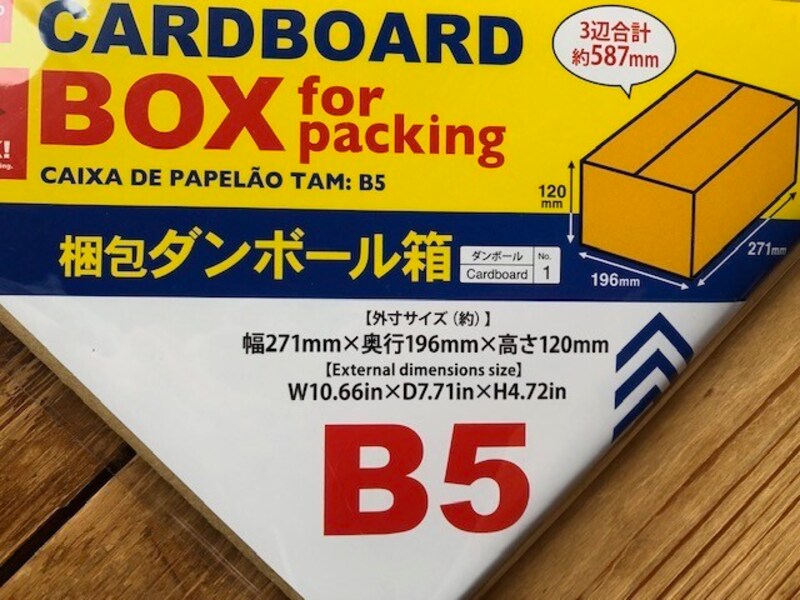 CARDBOARD
BOX for
packing
CAIXA DE PAPELÃO TAM: B5
3辺合計
約587mm
120
mm
196mm
271mm
梱包ダンボール箱
ダンボール No.
Cardboard 1
【外寸サイズ（約）】
幅271mm×奥行196mm×高さ120mm
【External dimensions size】
W10.66in×D7.71in×H4.72in
B5